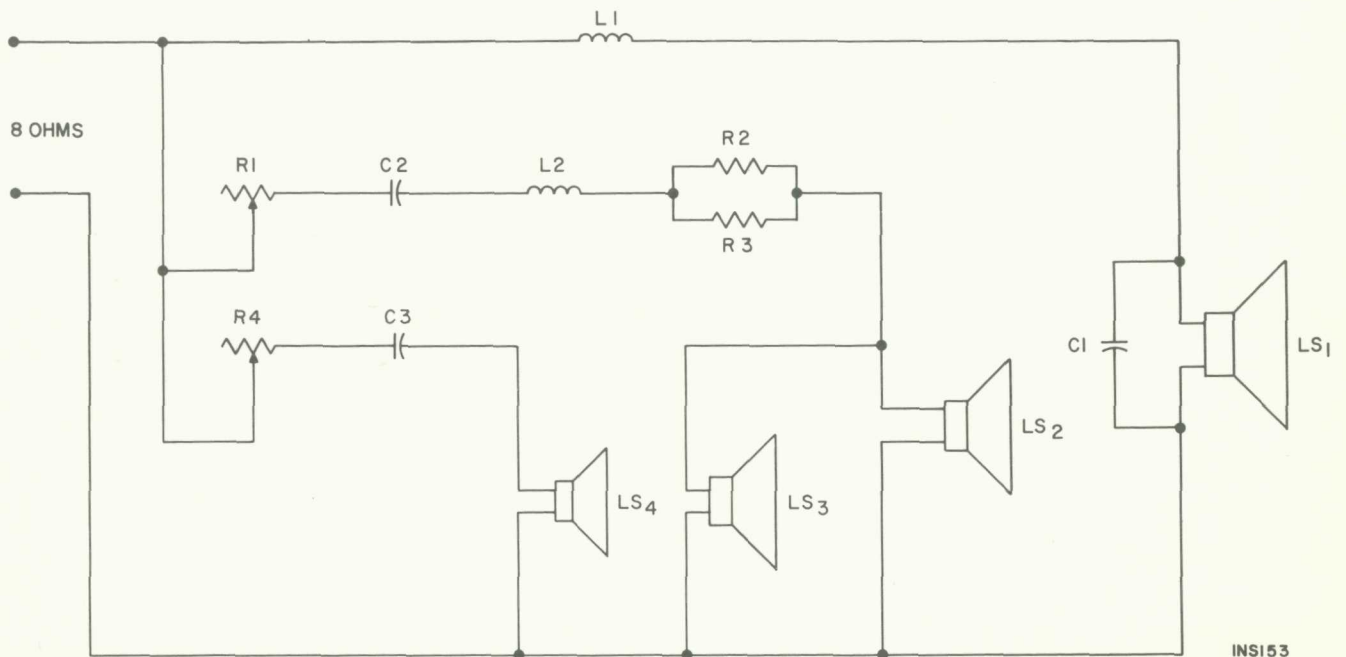 L1
8 OHMS
R1
C2
L2
R2
R3
R4
C3
C1
LS1
LS2
LS3
LS4
INS153